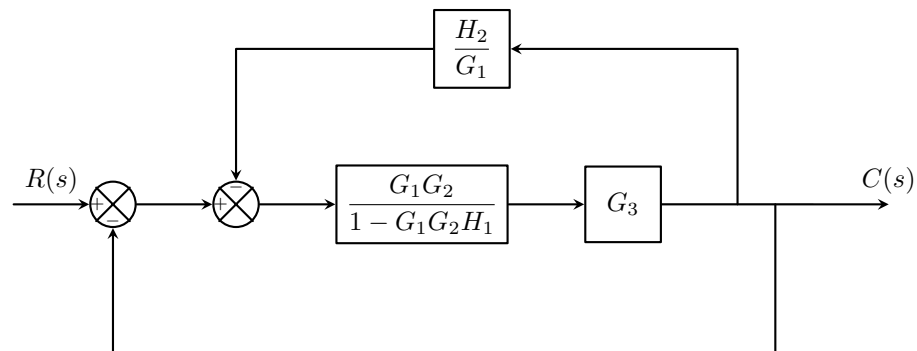 H₂
G₁
R(s)
C(s)
−
+
+
−
G₁G₂
1 − G₁G₂H₁
G₃